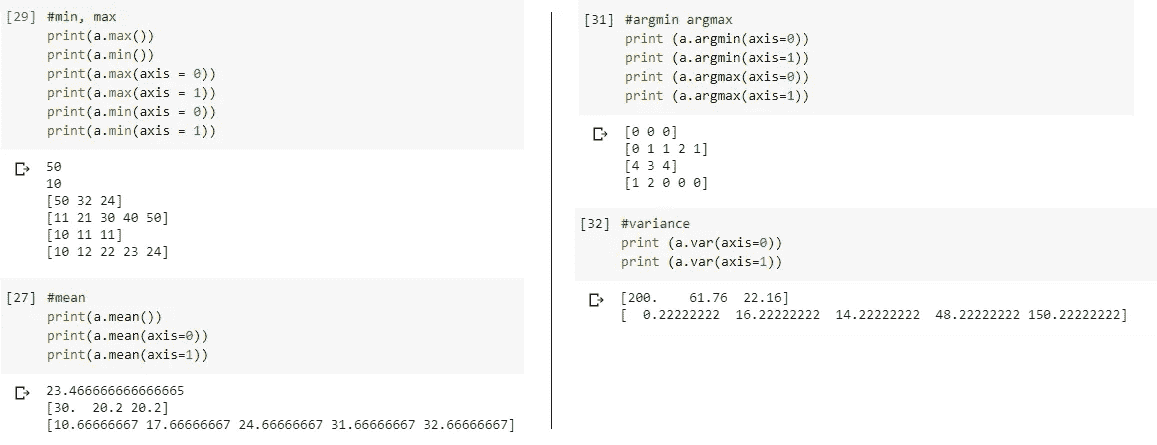 [29] #min, max
print(a.max())
print(a.min())
print(a.max(axis = 0))
print(a.max(axis = 1))
print(a.min(axis = 0))
print(a.min(axis = 1))
50
10
[50 32 24]
[11 21 30 40 50]
[10 11 11]
[10 12 22 23 24]
[27] #mean
print(a.mean())
print(a.mean(axis=0))
print(a.mean(axis=1))
23.466666666666665
[30.  20.2 20.2]
[10.66666667 17.66666667 24.66666667 31.66666667 32.66666667]
[31] #argmin argmax
print (a.argmin(axis=0))
print (a.argmin(axis=1))
print (a.argmax(axis=0))
print (a.argmax(axis=1))
[0 0 0]
[0 1 1 2 1]
[4 3 4]
[1 2 0 0 0]
[32] #variance
print (a.var(axis=0))
print (a.var(axis=1))
[200.    61.76  22.16]
[  0.22222222  16.22222222  14.22222222  48.22222222 150.22222222]